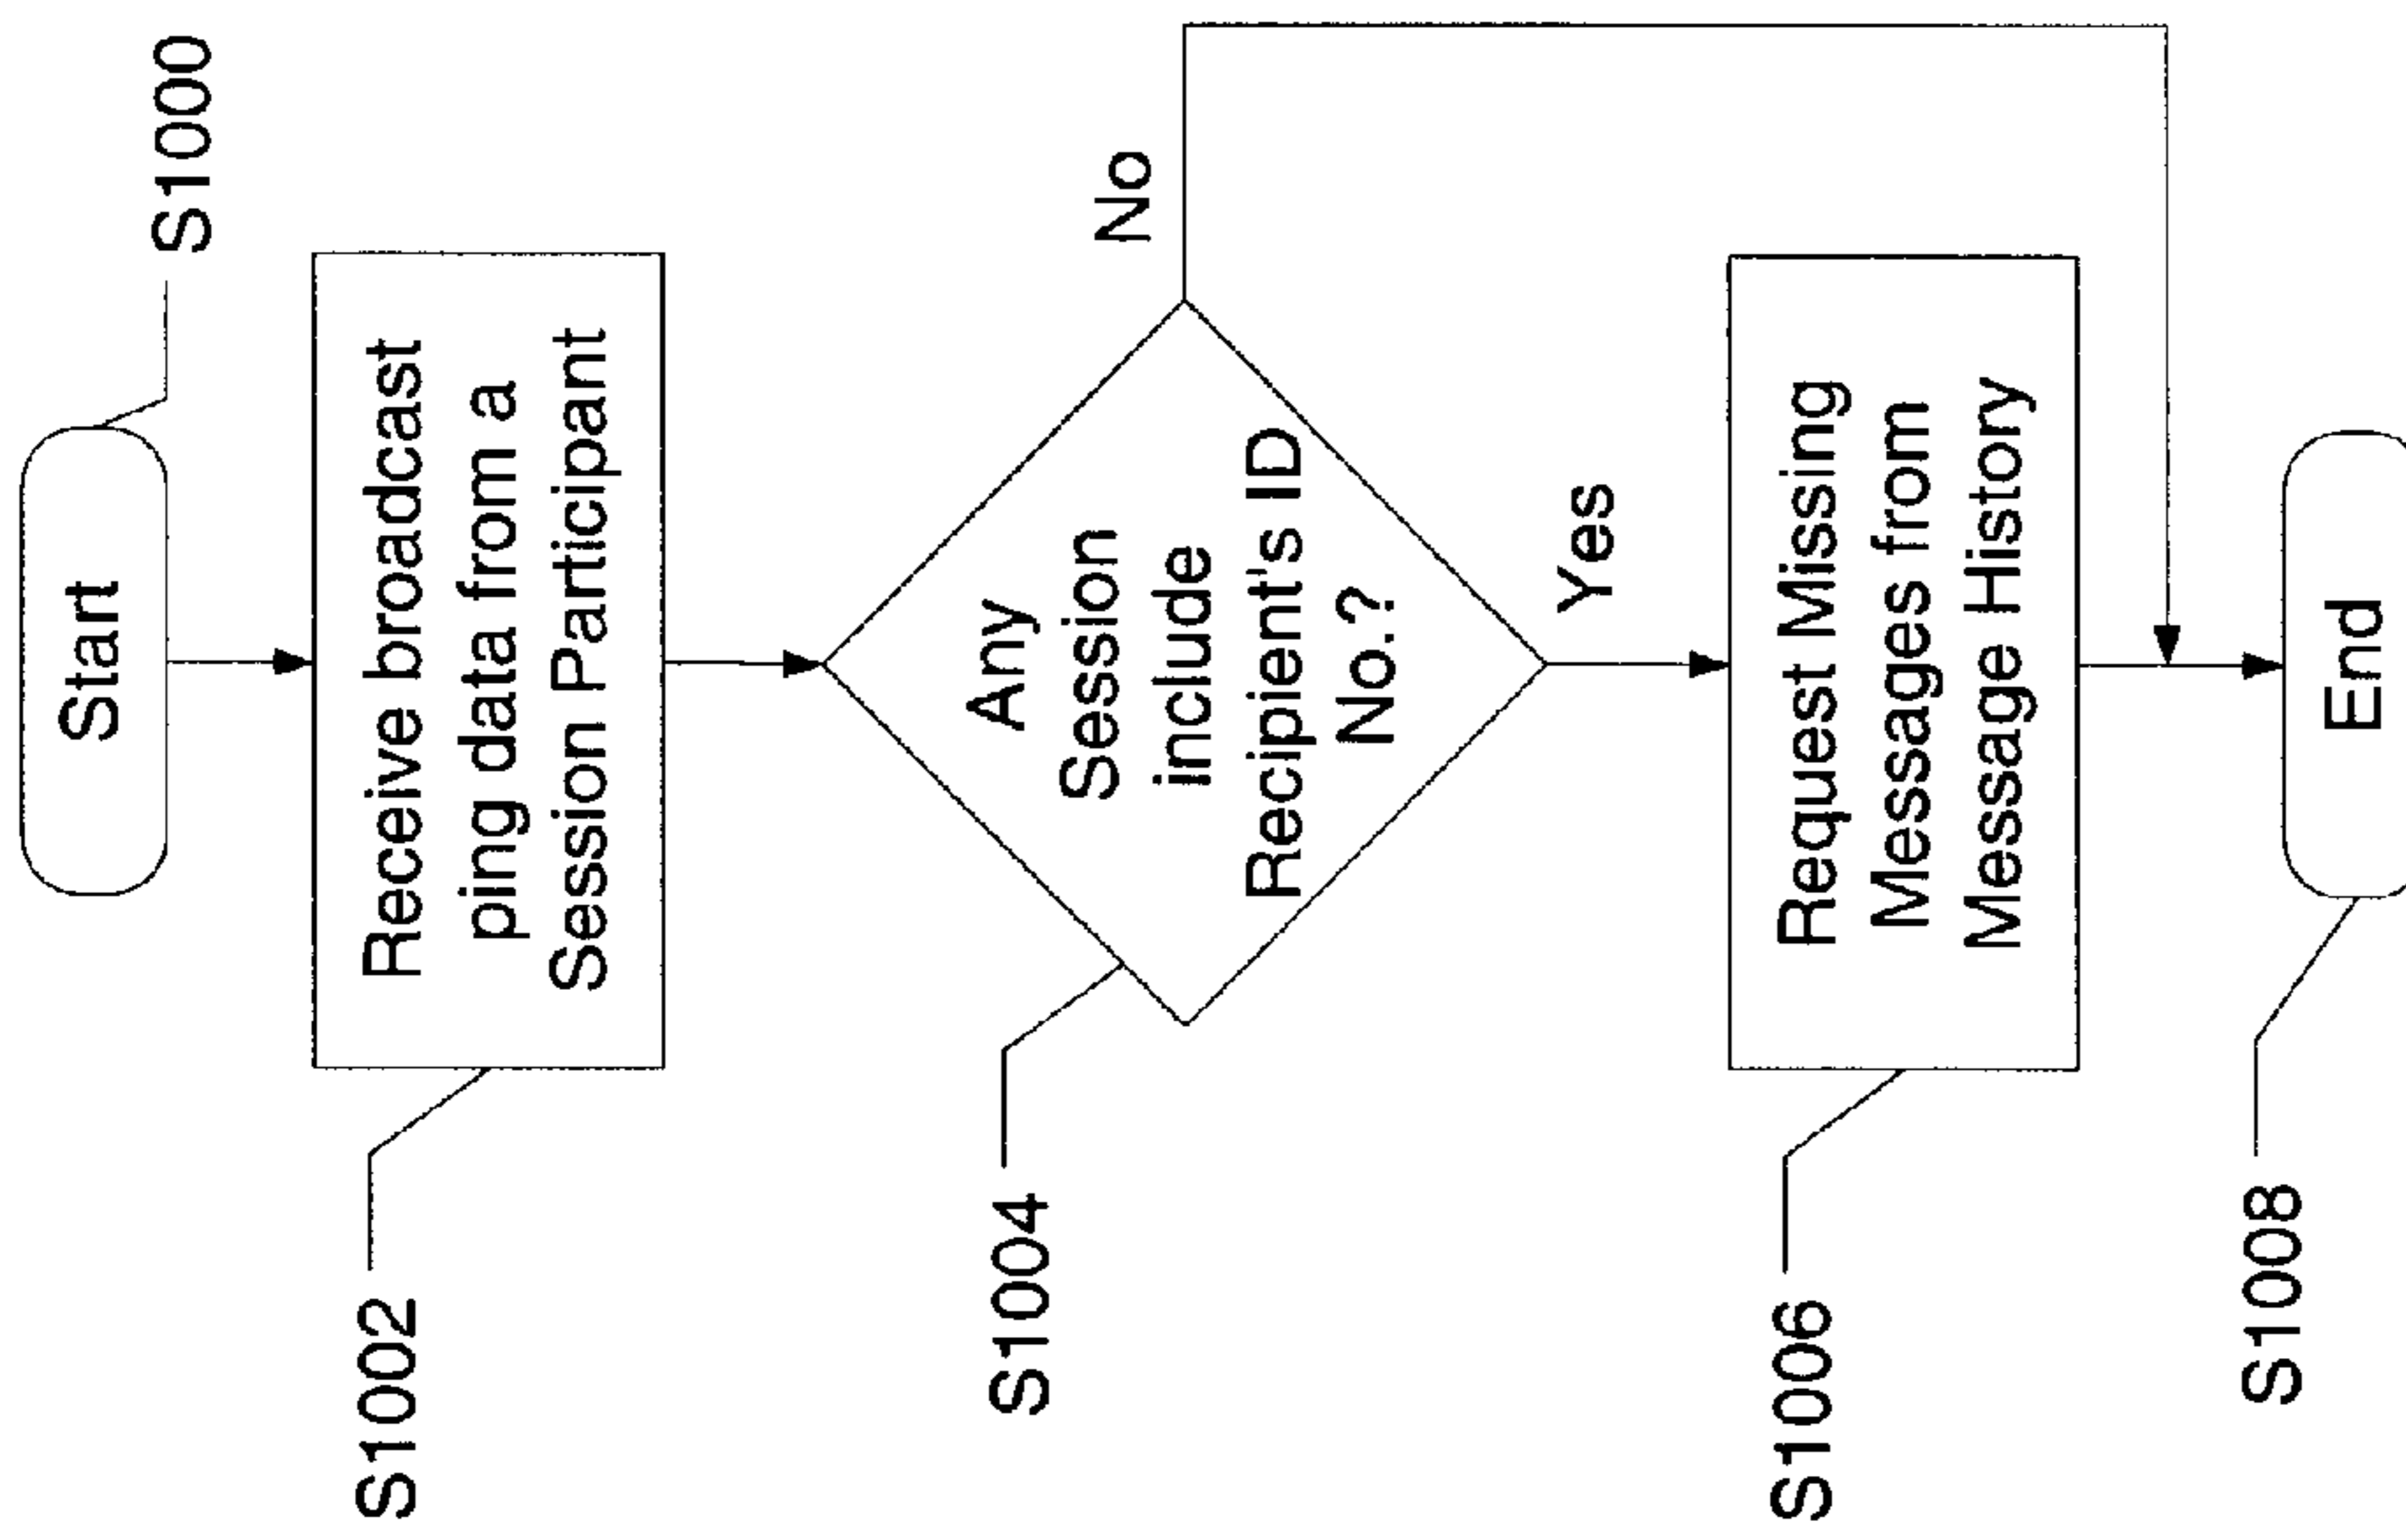 Start
S1000
Receive broadcast
ping data from a
Session Participant
S1002
Any
Session
include
Recipient's ID
No.?
S1004
No
Yes
Request Missing
Messages from
Message History
S1006
End
S1008